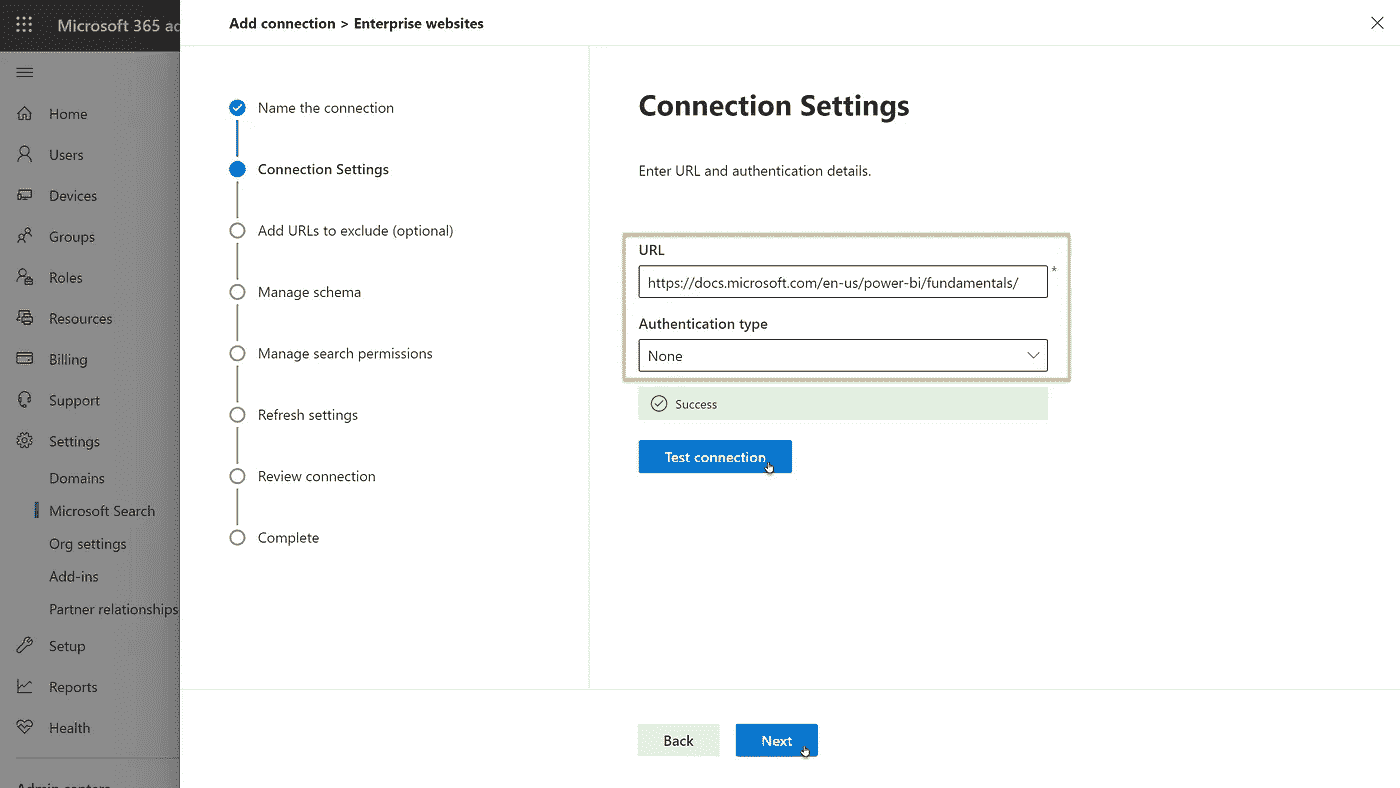 Microsoft 365 ad
Add connection > Enterprise websites
Home
Users
Devices
Groups
Roles
Resources
Billing
Support
Settings
Domains
Microsoft Search
Org settings
Add-ins
Partner relationships
Setup
Reports
Health
Admin centers
Name the connection
Connection Settings
Add URLs to exclude (optional)
Manage schema
Manage search permissions
Refresh settings
Review connection
Complete
Connection Settings
Enter URL and authentication details.
URL
https://docs.microsoft.com/en-us/power-bi/fundamentals/ *
Authentication type
None
Success
Test connection
Back
Next